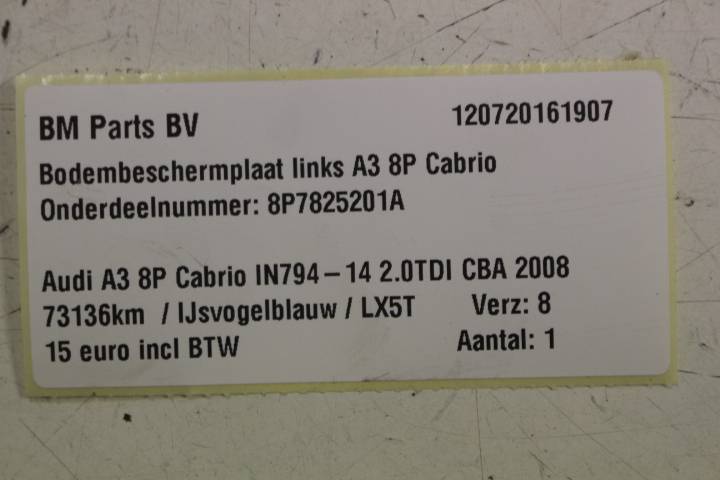 BM Parts BV 120720161907
Bodembeschermplaat links A3 8P Cabrio
Onderdeelnummer: 8P7825201A
Audi A3 8P Cabrio IN794-14 2.0TDI CBA 2008
73136km / IJsvogelblauw / LX5T Verz: 8
15 euro incl BTW Aantal: 1